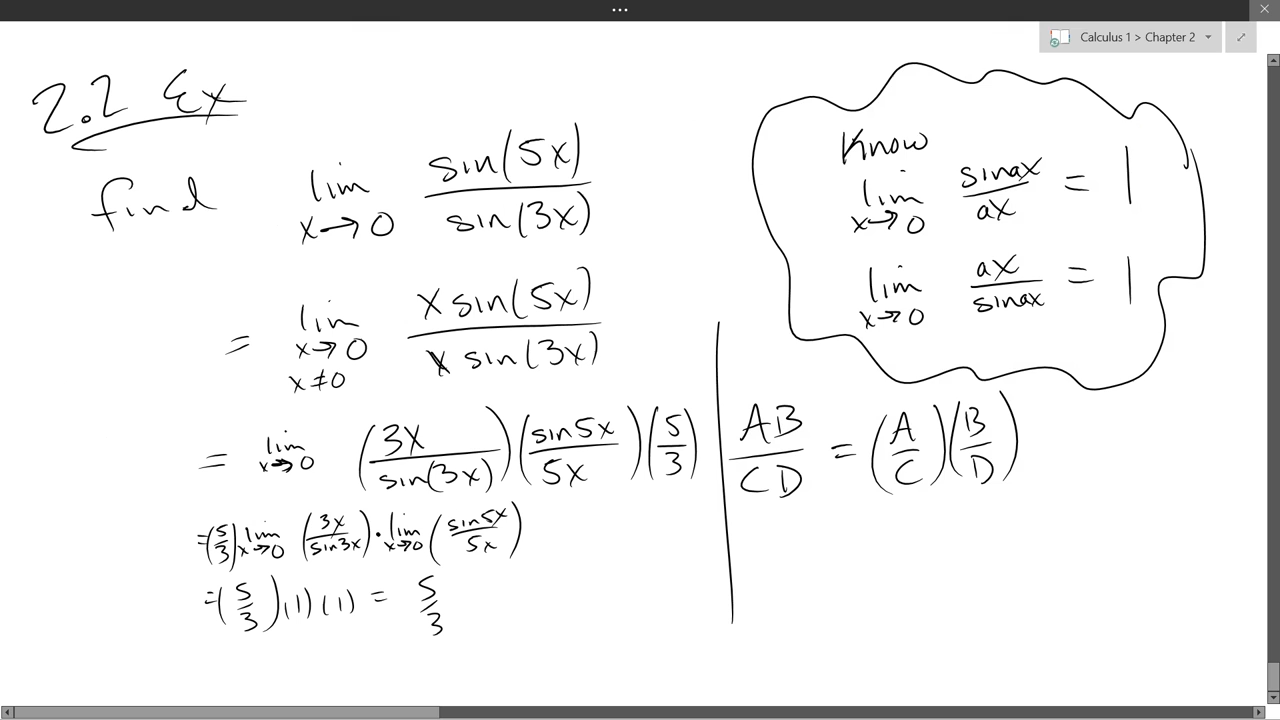 Calculus 1 > Chapter 2
2.2 Ex
find lim x→0 sin(5x)/sin(3x)
= lim x→0 x≠0 x sin(5x)/x sin(3x)
= lim x→0 (3x/sin(3x))(sin5x/5x)(5/3)
=(5/3) lim x→0 (3x/sin3x)·lim x→0 (sin5x/5x)
=(5/3)(1)(1) = 5/3
Know
lim x→0 sinax/ax = 1
lim x→0 ax/sinax = 1
AB/CD = (A/C)(B/D)